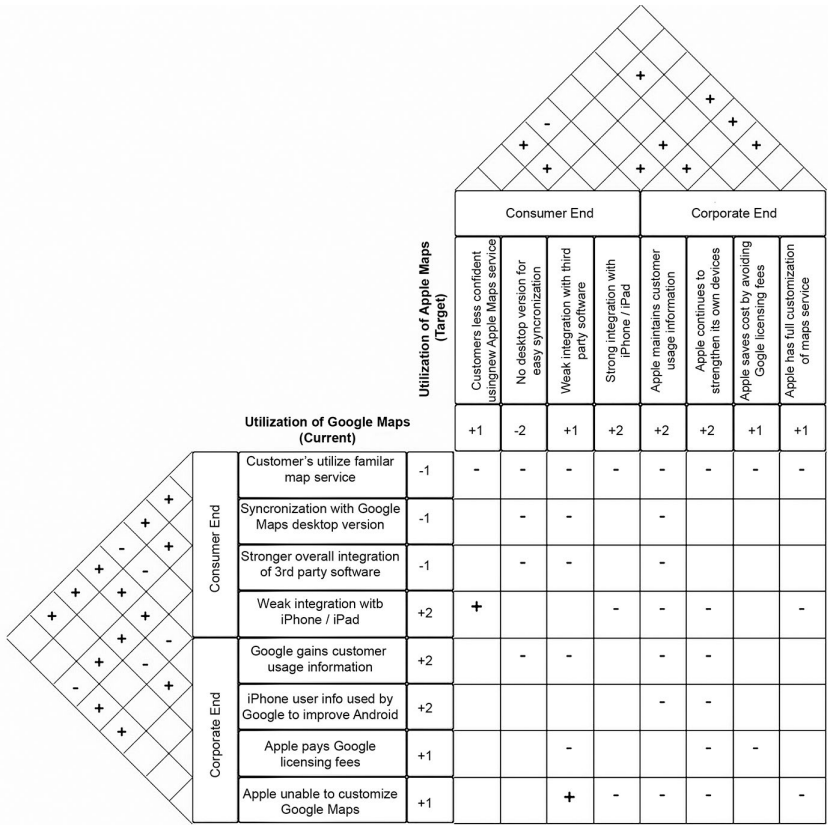 +
+
- +
+ + +
+ + + +
Consumer End Corporate End
Utilization of Apple Maps
(Target)
Customers less confident
usingnew Apple Maps service
No desktop version for
easy syncronization
Weak integration with third
party software
Strong integration with
iPhone / iPad
Apple maintains customer
usage information
Apple continues to
strengthen its own devices
Apple saves cost by avoiding
Gogle licensing fees
Apple has full customization
of maps service
Utilization of Google Maps
(Current)
+1 -2 +1 +2 +2 +2 +1 +1
Consumer End
Customer's utilize familar
map service
-1 - - - - - - - -
Syncronization with Google
Maps desktop version
-1 - - -
Stronger overall integration
of 3rd party software
-1 - - -
Weak integration witb
iPhone / iPad
+2 + - - - -
Corporate End
Google gains customer
usage information
+2 - - - -
iPhone user info used by
Google to improve Android
+2 - -
Apple pays Google
licensing fees
+1 - - -
Apple unable to customize
Google Maps
+1 + - - - -
+
+
- +
+ -
+ +
+ +
+ -
+ -
- +
+
+